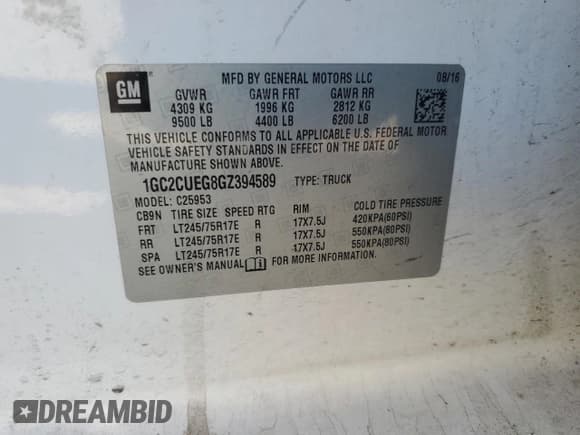 GM
MFD BY GENERAL MOTORS LLC 08/16
GVWR GAWR FRT GAWR RR
4309 KG 1996 KG 2812 KG
9500 LB 4400 LB 6200 LB
THIS VEHICLE CONFORMS TO ALL APPLICABLE U.S. FEDERAL MOTOR
VEHICLE SAFETY STANDARDS IN EFFECT ON THE DATE OF
MANUFACTURE SHOWN ABOVE.
1GC2CUEG8GZ394589 TYPE: TRUCK
MODEL: C25953
CB9N TIRE SIZE SPEED RTG RIM COLD TIRE PRESSURE
FRT LT245/75R17E R 17X7.5J 420KPA(60PSI)
RR LT245/75R17E R 17X7.5J 550KPA(80PSI)
SPA LT245/75R17E R 17X7.5J 550KPA(80PSI)
SEE OWNER'S MANUAL FOR MORE INFORMATION.
DREAMBID